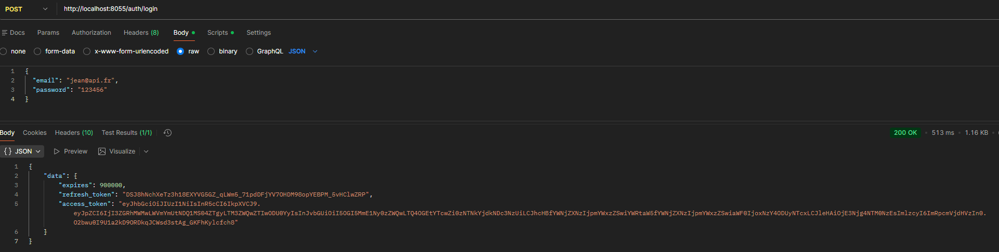 POST http://localhost:8055/auth/login
Docs Params Authorization Headers (8) Body Scripts Settings
none form-data x-www-form-urlencoded raw binary GraphQL JSON
1 {
2 "email": "jean@api.fr",
3 "password": "123456"
4 }
Body Cookies Headers (10) Test Results (1/1) 200 OK 513 ms 1.16 KB
{} JSON Preview Visualize
1 {
2 "data": {
3 "expires": 900000,
4 "refresh_token": "DSJ8hNchXeTz3h18EXYVG5GZ_qLWm5_71pdDFjYV7OHDM98opYEBPM_5vHClwZRP",
5 "access_token": "eyJhbGciOiJIUzI1NiIsInR5cCI6IkpXVCJ9.
eyJpZCI6IjI3ZGRhMWMwLWVmYmUtNDQ1MS04ZTgyLTM3ZWQwZTIwODU0YyIsInJvbGUiOiI5OGI5MmE1Ny0zZWQwLTQ4OGEtYTcwZi0zNTNkYjdkNDc3NzUiLCJhcHBfYWNjZXNzIjpmYWxzZSwiYWRtaW5fYWNjZXNzIjpmYWxzZSwiaWF0IjoxNzY4ODUyNTcxLCJleHAiOjE3Njg4NTM0NzEsImlzcyI6ImRpcmVjdHVzIn0.
O2bwu0I9U1a2kD9ORDkqJCWsd3stAg_GKFhKylcfch8"
6 }
7 }